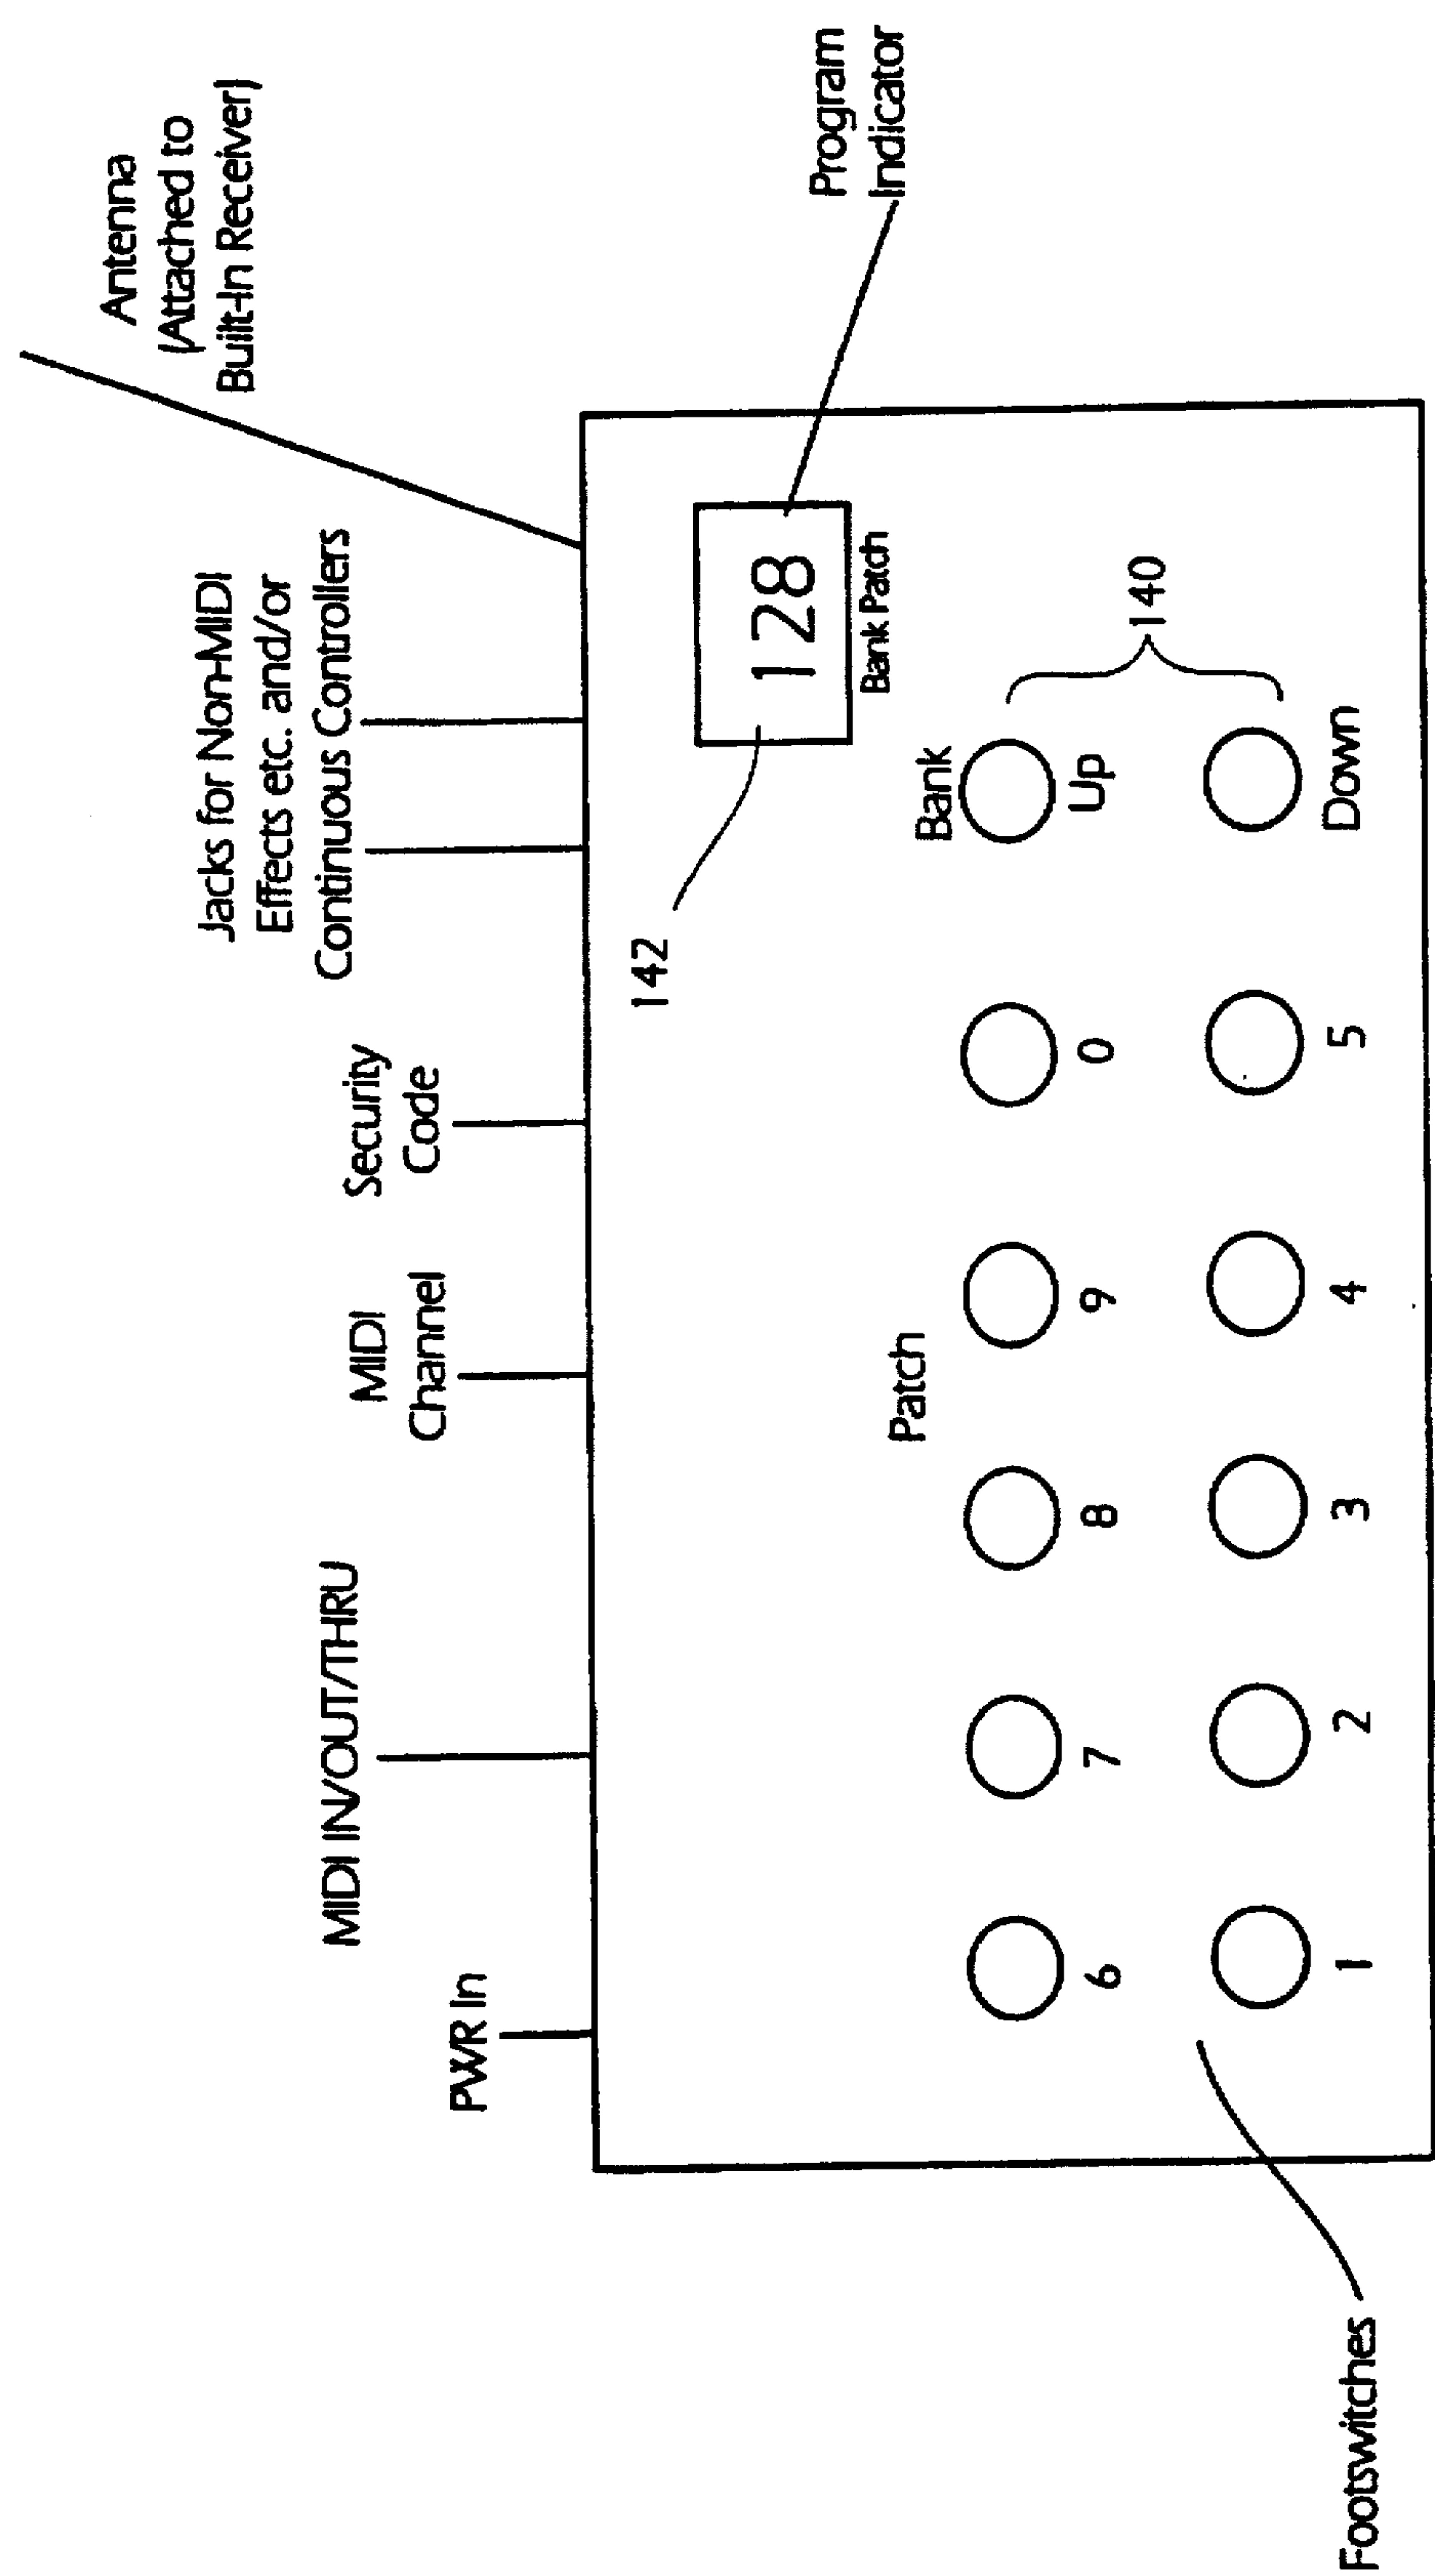 Antenna
(Attached to
Built-In Receiver)
Jacks for Non-MIDI
Effects etc. and/or
Continuous Controllers
Security
Code
MIDI
Channel
MIDI IN/OUT/THRU
PWR In
Program
Indicator
142
128
Bank Patch
Patch
Bank
6
7
8
9
0
Up
140
1
2
3
4
5
Down
Footswitches